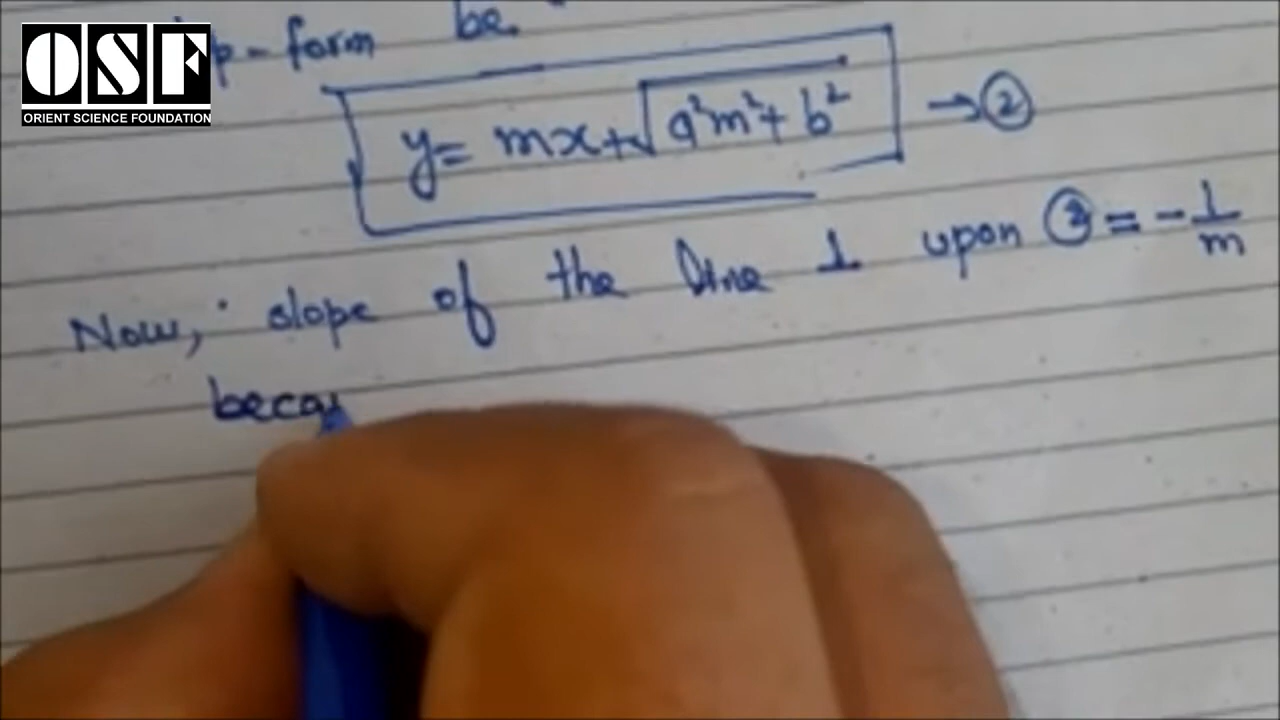 OSF
ORIENT SCIENCE FOUNDATION
p-form be
y = mx + √(a²m² + b²) → ②
Now, slope of the line ⊥ upon ② = -1/m
becau